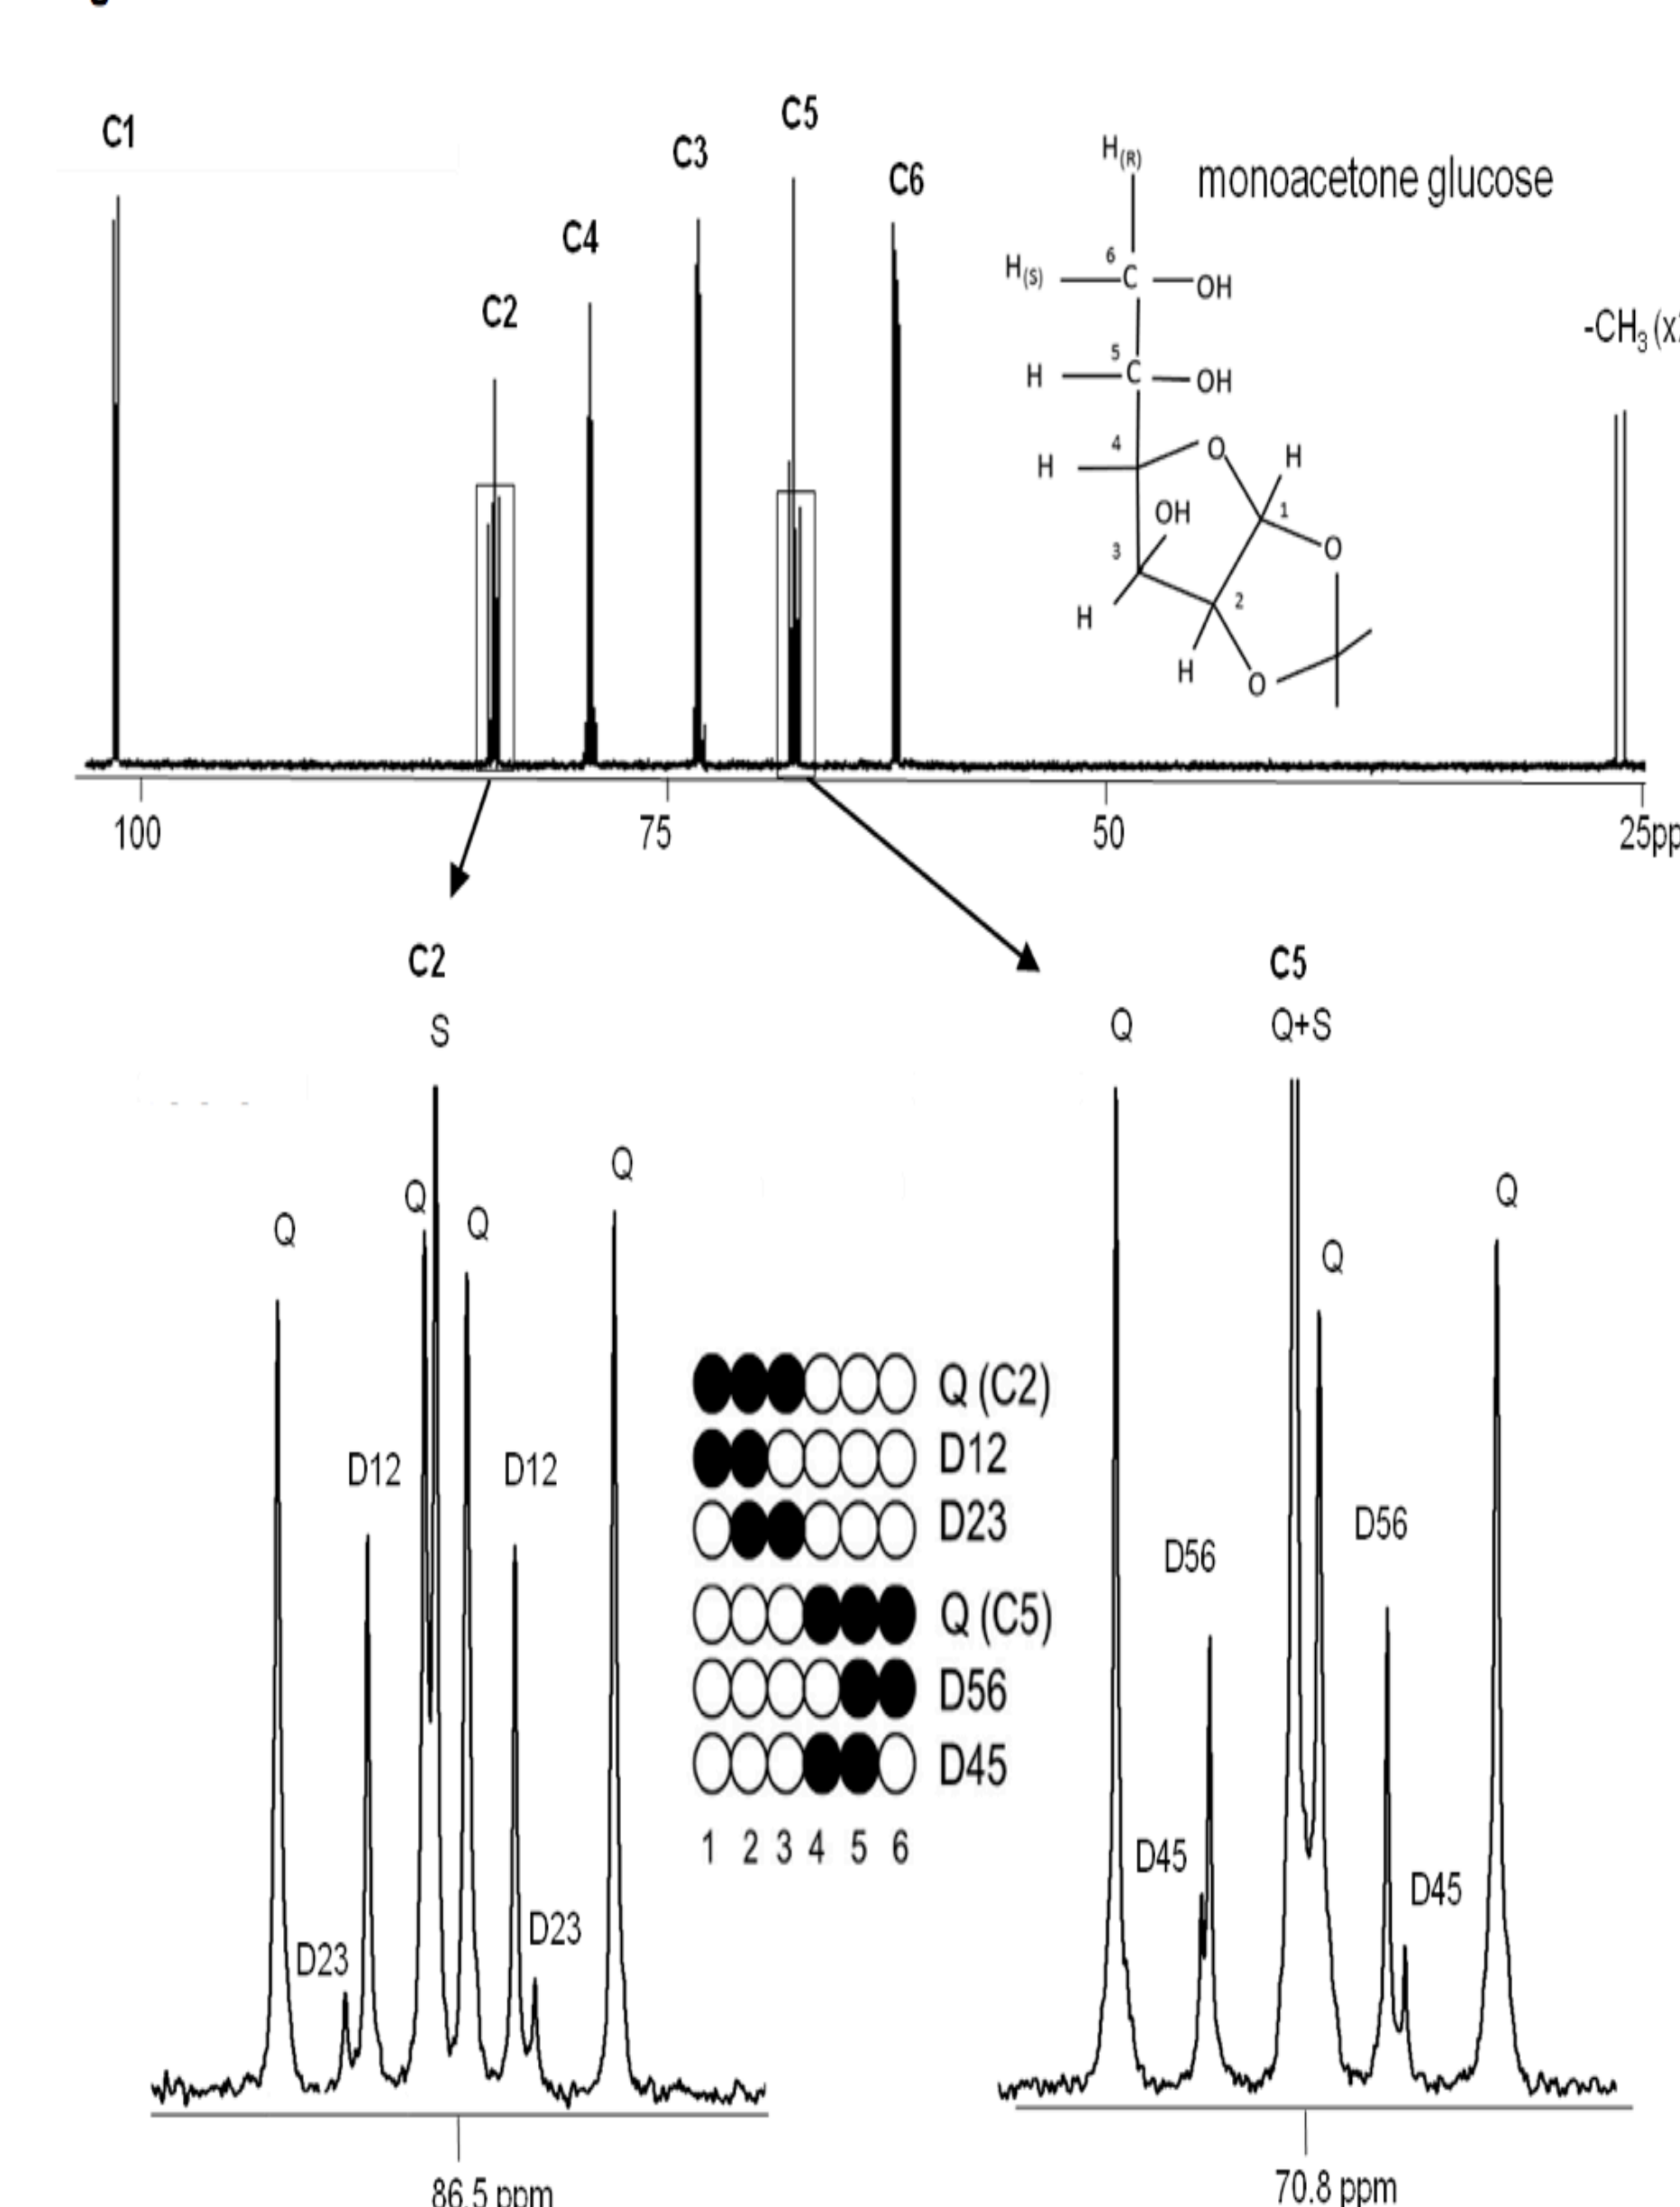 C1
C2
C4
C3
C5
C6
monoacetone glucose
H(R)
H(S)
6
C
OH
H
5
C
OH
H
4
O
H
OH
1
3
O
H
2
H
O
-CH3 (x
100
75
50
25pp
C2
S
Q
Q
Q
Q
D12
D12
D23
D23
86.5 ppm
Q (C2)
D12
D23
Q (C5)
D56
D45
1 2 3 4 5 6
C5
Q
Q+S
Q
Q
D56
D56
D45
D45
70.8 ppm